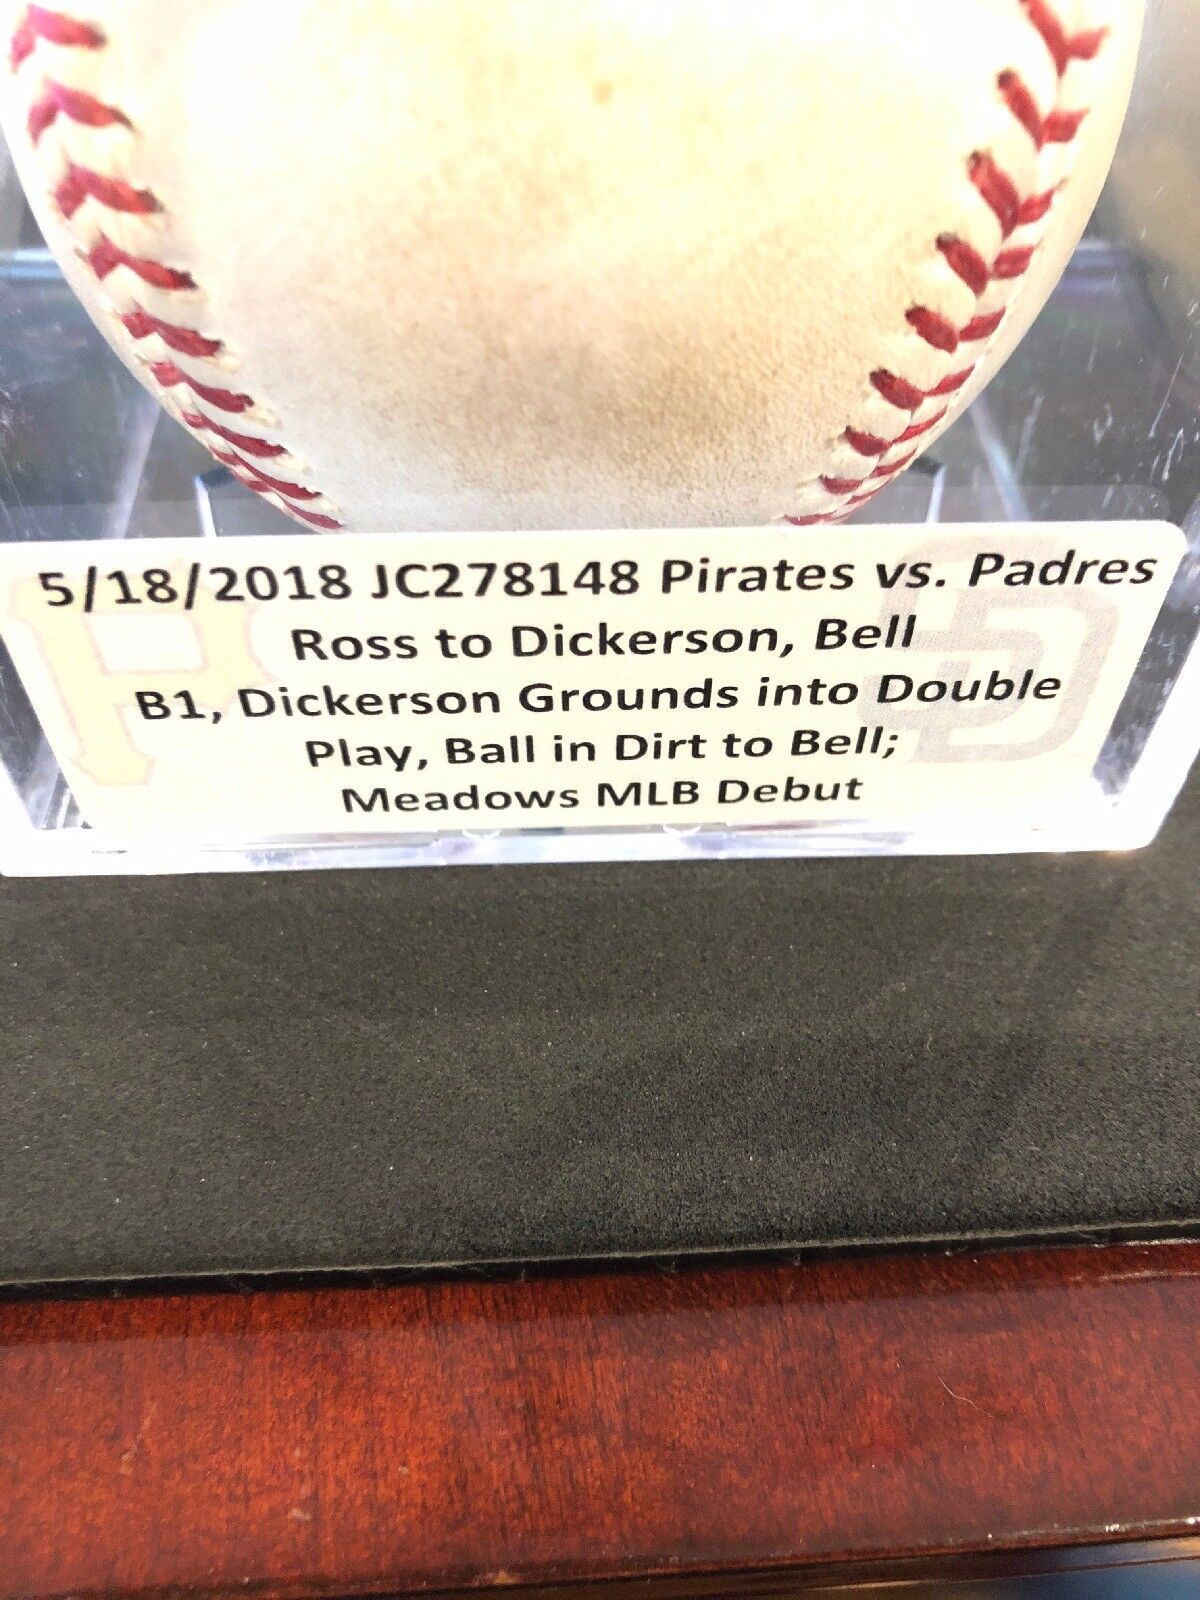 5/18/2018 JC278148 Pirates vs. Padres
Ross to Dickerson, Bell
B1, Dickerson Grounds into Double
Play, Ball in Dirt to Bell;
Meadows MLB Debut